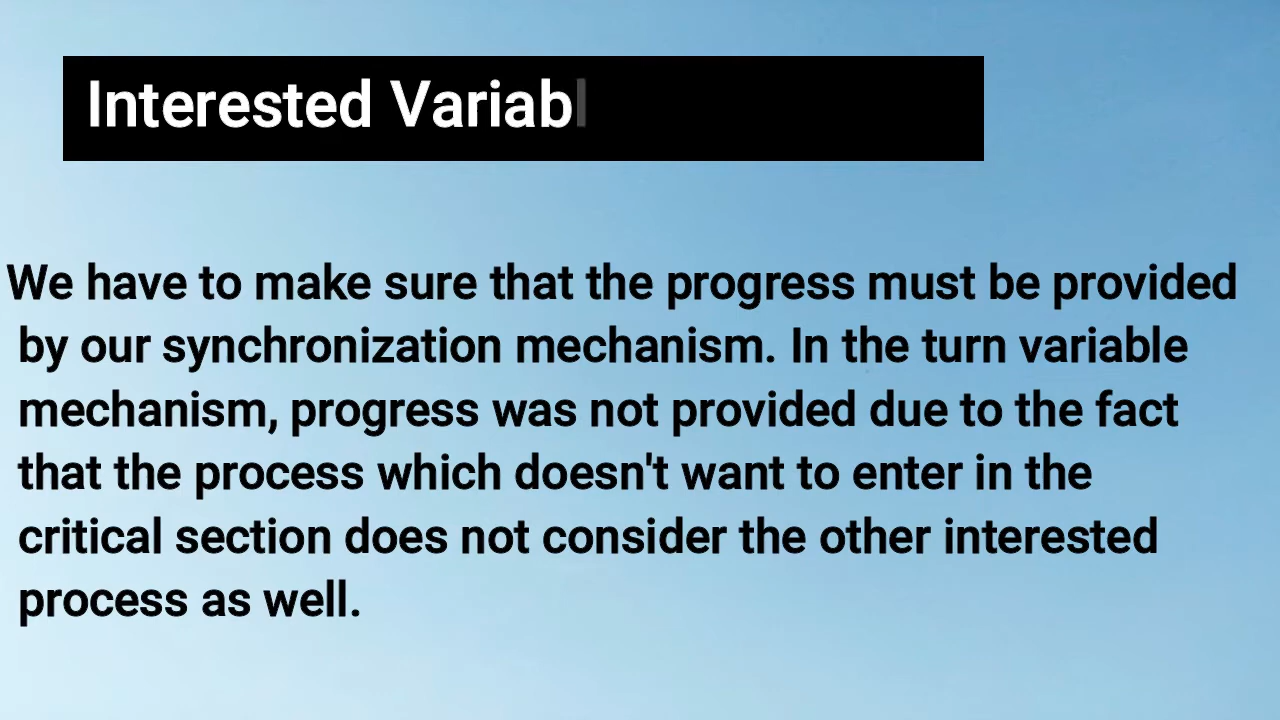 Interested Variabl
We have to make sure that the progress must be provided
by our synchronization mechanism. In the turn variable
mechanism, progress was not provided due to the fact
that the process which doesn't want to enter in the
critical section does not consider the other interested
process as well.